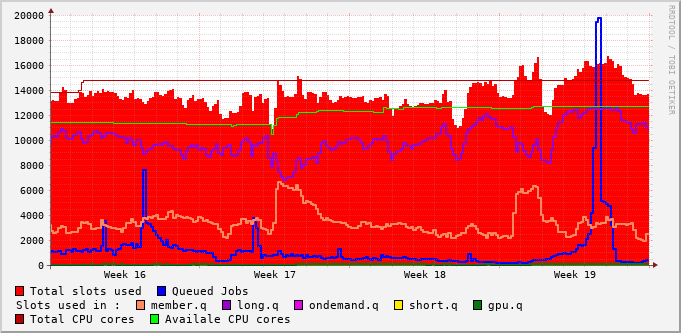 20000
18000
16000
14000
12000
10000
8000
6000
4000
2000
0
Week 16 Week 17 Week 18 Week 19
Total slots used Queued Jobs
Slots used in : member.q long.q ondemand.q short.q gpu.q
Total CPU cores Availale CPU cores
RRDTOOL / TOBI OETIKER